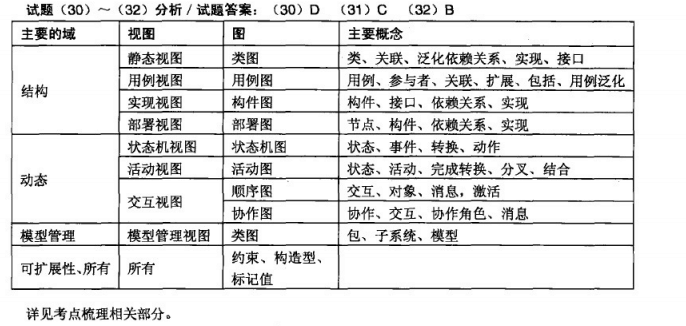 试题（30）～（32）分析/试题答案：（30）D （31）C （32）B
主要的域 视图 图 主要概念
结构 静态视图 类图 类、关联、泛化依赖关系、实现、接口
用例视图 用例图 用例、参与者、关联、扩展、包括、用例泛化
实现视图 构件图 构件、接口、依赖关系、实现
部署视图 部署图 节点、构件、依赖关系、实现
动态 状态机视图 状态机图 状态、事件、转换、动作
活动视图 活动图 状态、活动、完成转换、分叉、结合
交互视图 顺序图 交互、对象、消息，激活
协作图 协作、交互、协作角色、消息
模型管理 模型管理视图 类图 包、子系统、模型
可扩展性、所有 所有 约束、构造型、
标记值
详见考点梳理相关部分。